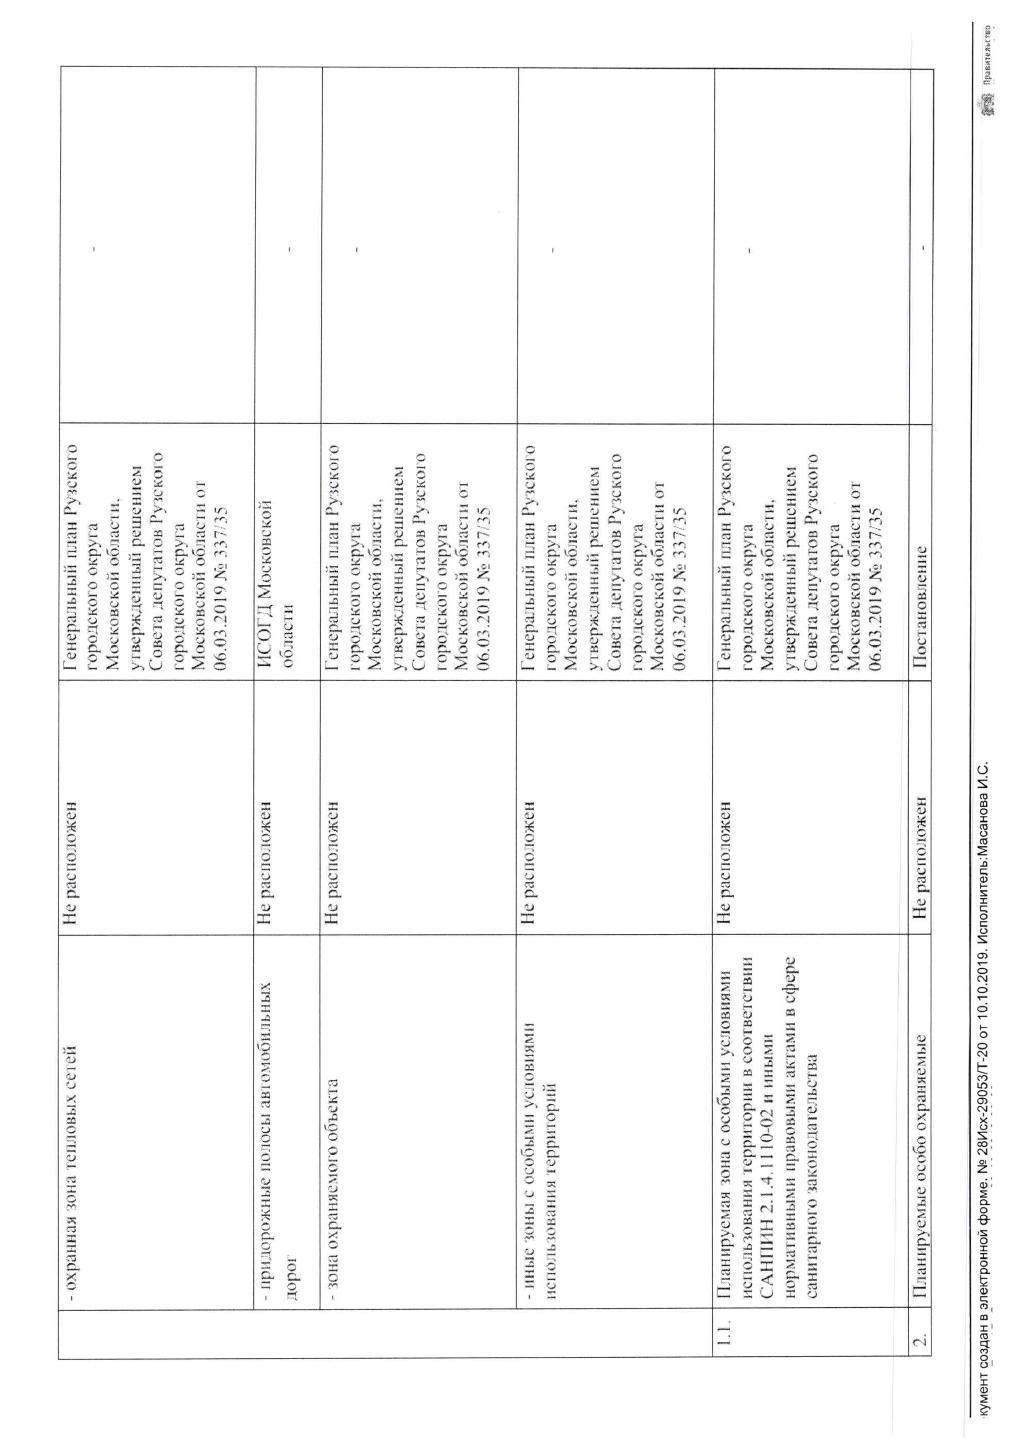 - охранная зона тепловых сетей
Не расположен
Генеральный план Рузского
городского округа
Московской области,
утвержденный решением
Совета депутатов Рузского
городского округа
Московской области от
06.03.2019 № 337/35
-
- придорожные полосы автомобильных
дорог
Не расположен
ИСОГД Московской
области
-
- зона охраняемого объекта
Не расположен
Генеральный план Рузского
городского округа
Московской области,
утвержденный решением
Совета депутатов Рузского
городского округа
Московской области от
06.03.2019 № 337/35
-
- иные зоны с особыми условиями
использования территорий
Не расположен
Генеральный план Рузского
городского округа
Московской области,
утвержденный решением
Совета депутатов Рузского
городского округа
Московской области от
06.03.2019 № 337/35
-
1.1.
Планируемая зона с особыми условиями
использования территории в соответствии
САНПИН 2.1.4.1110-02 и иными
нормативными правовыми актами в сфере
санитарного законодательства
Не расположен
Генеральный план Рузского
городского округа
Московской области,
утвержденный решением
Совета депутатов Рузского
городского округа
Московской области от
06.03.2019 № 337/35
-
2.
Планируемые особо охраняемые
Не расположен
Постановление
-
кумент создан в электронной форме. № 28Исх-29053/Т-20 от 10.10.2019. Исполнитель:Масанова И.С.
Правительство